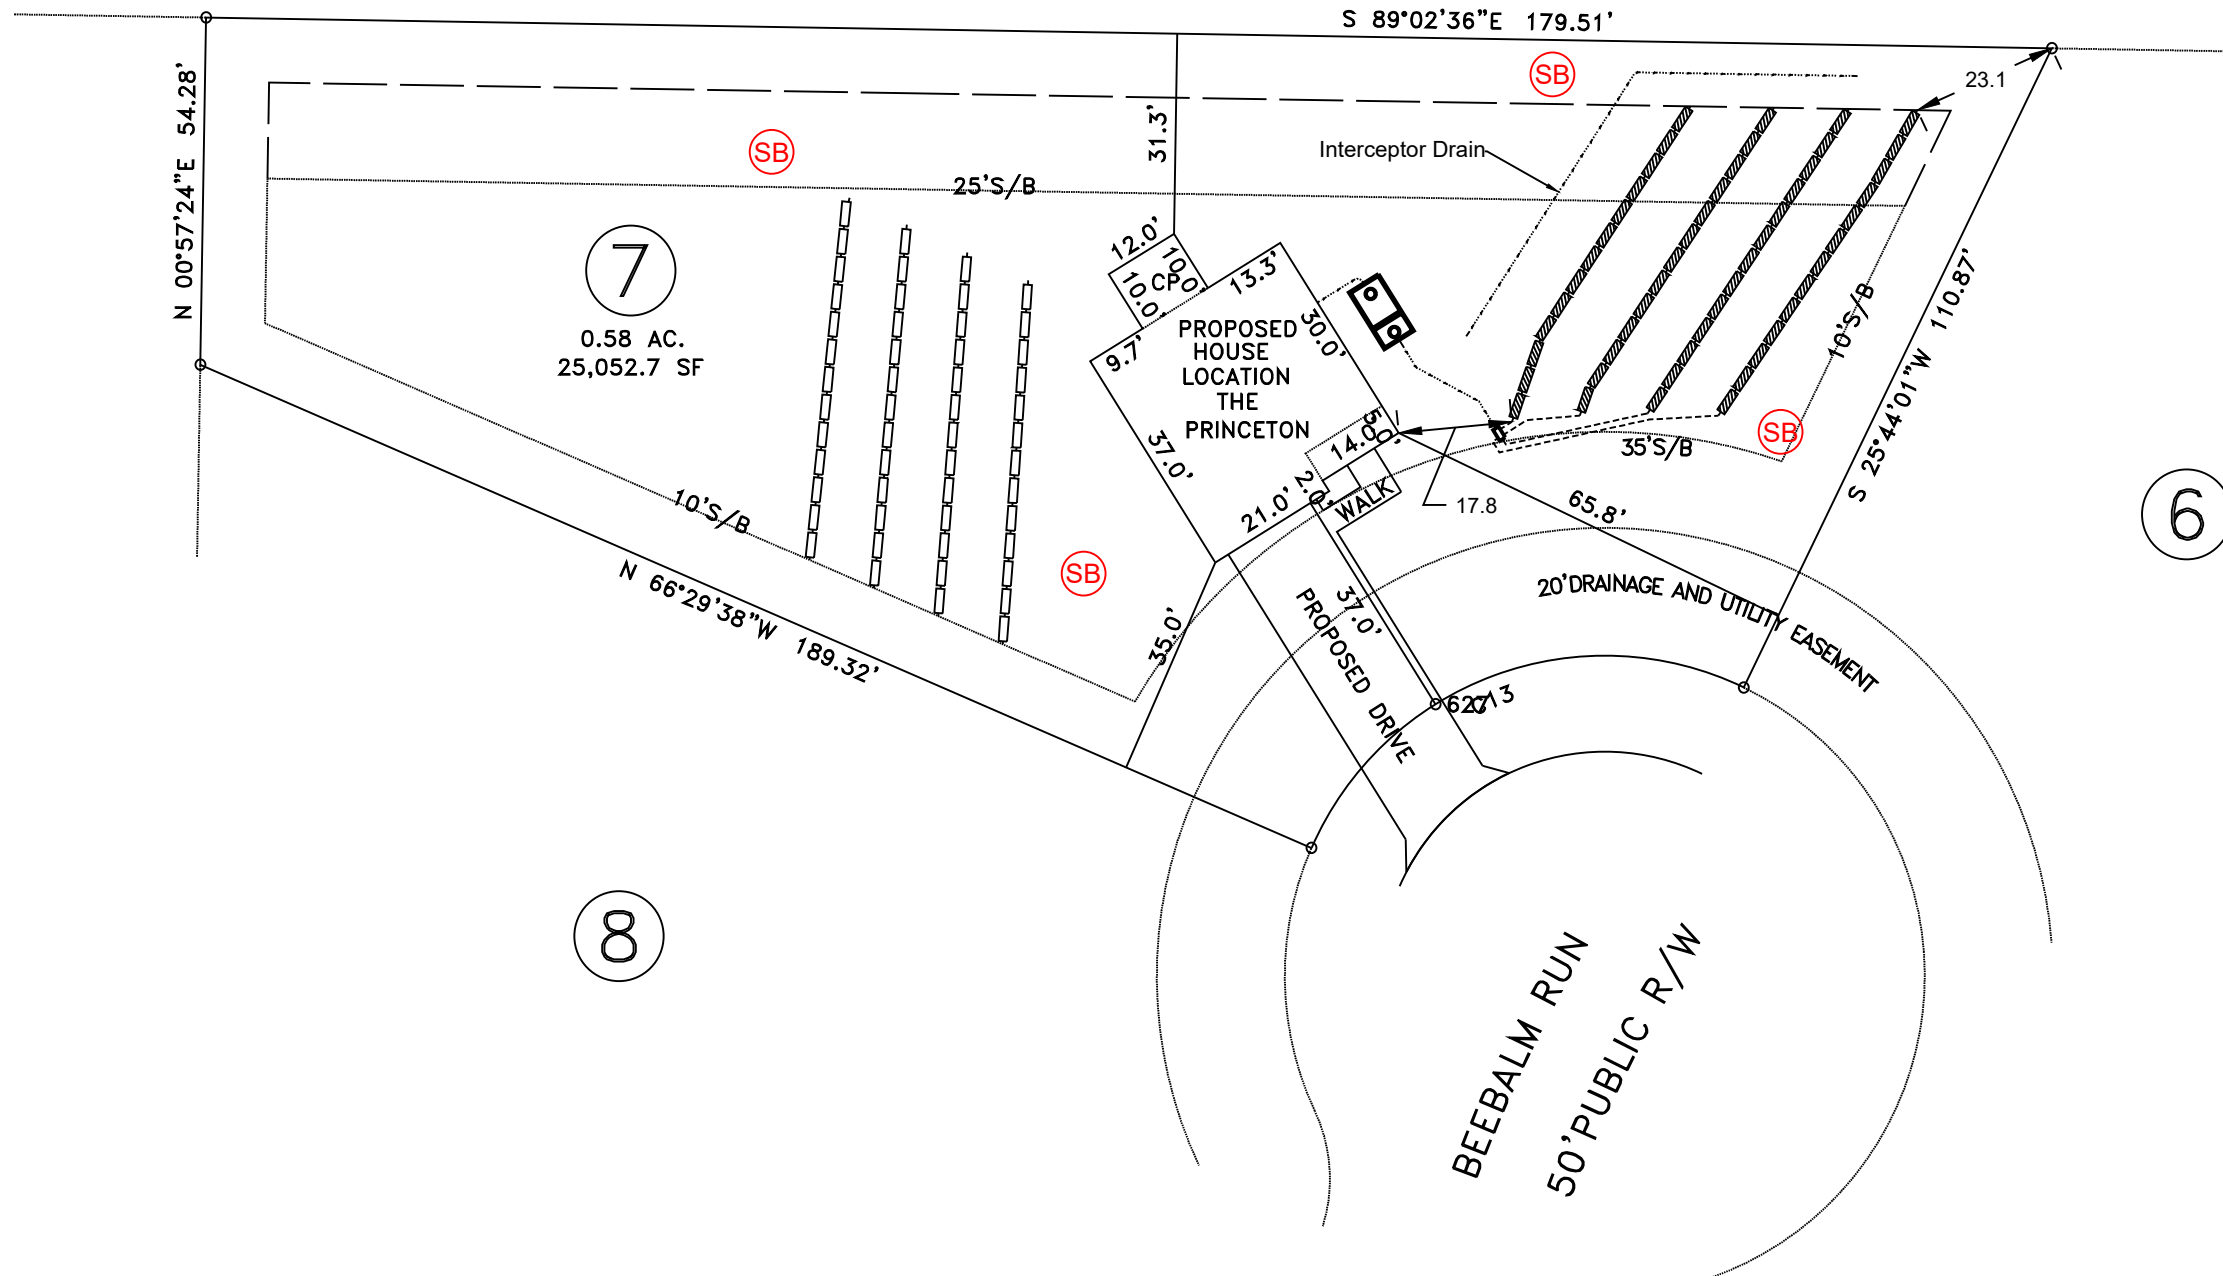 S 89°02'36"E 179.51'
SB
23.1
N 00°57'24"E 54.28'
31.3'
SB
Interceptor Drain
25'S/B
7
0.58 AC.
25,052.7 SF
12.0'
10.0'
CP
10.0'
13.3'
9.7'
30.0'
PROPOSED
HOUSE
LOCATION
THE
PRINCETON
37.0'
5.0'
14.0'
2.0'
21.0'
WALK
17.8
65.8'
35'S/B
SB
10'S/B
S 25°44'01"W 110.87'
6
10'S/B
SB
N 66°29'38"W 189.32'
35.0'
37.0'
PROPOSED DRIVE
20'DRAINAGE AND UTILITY EASEMENT
8
BEEBALM RUN
50'PUBLIC R/W